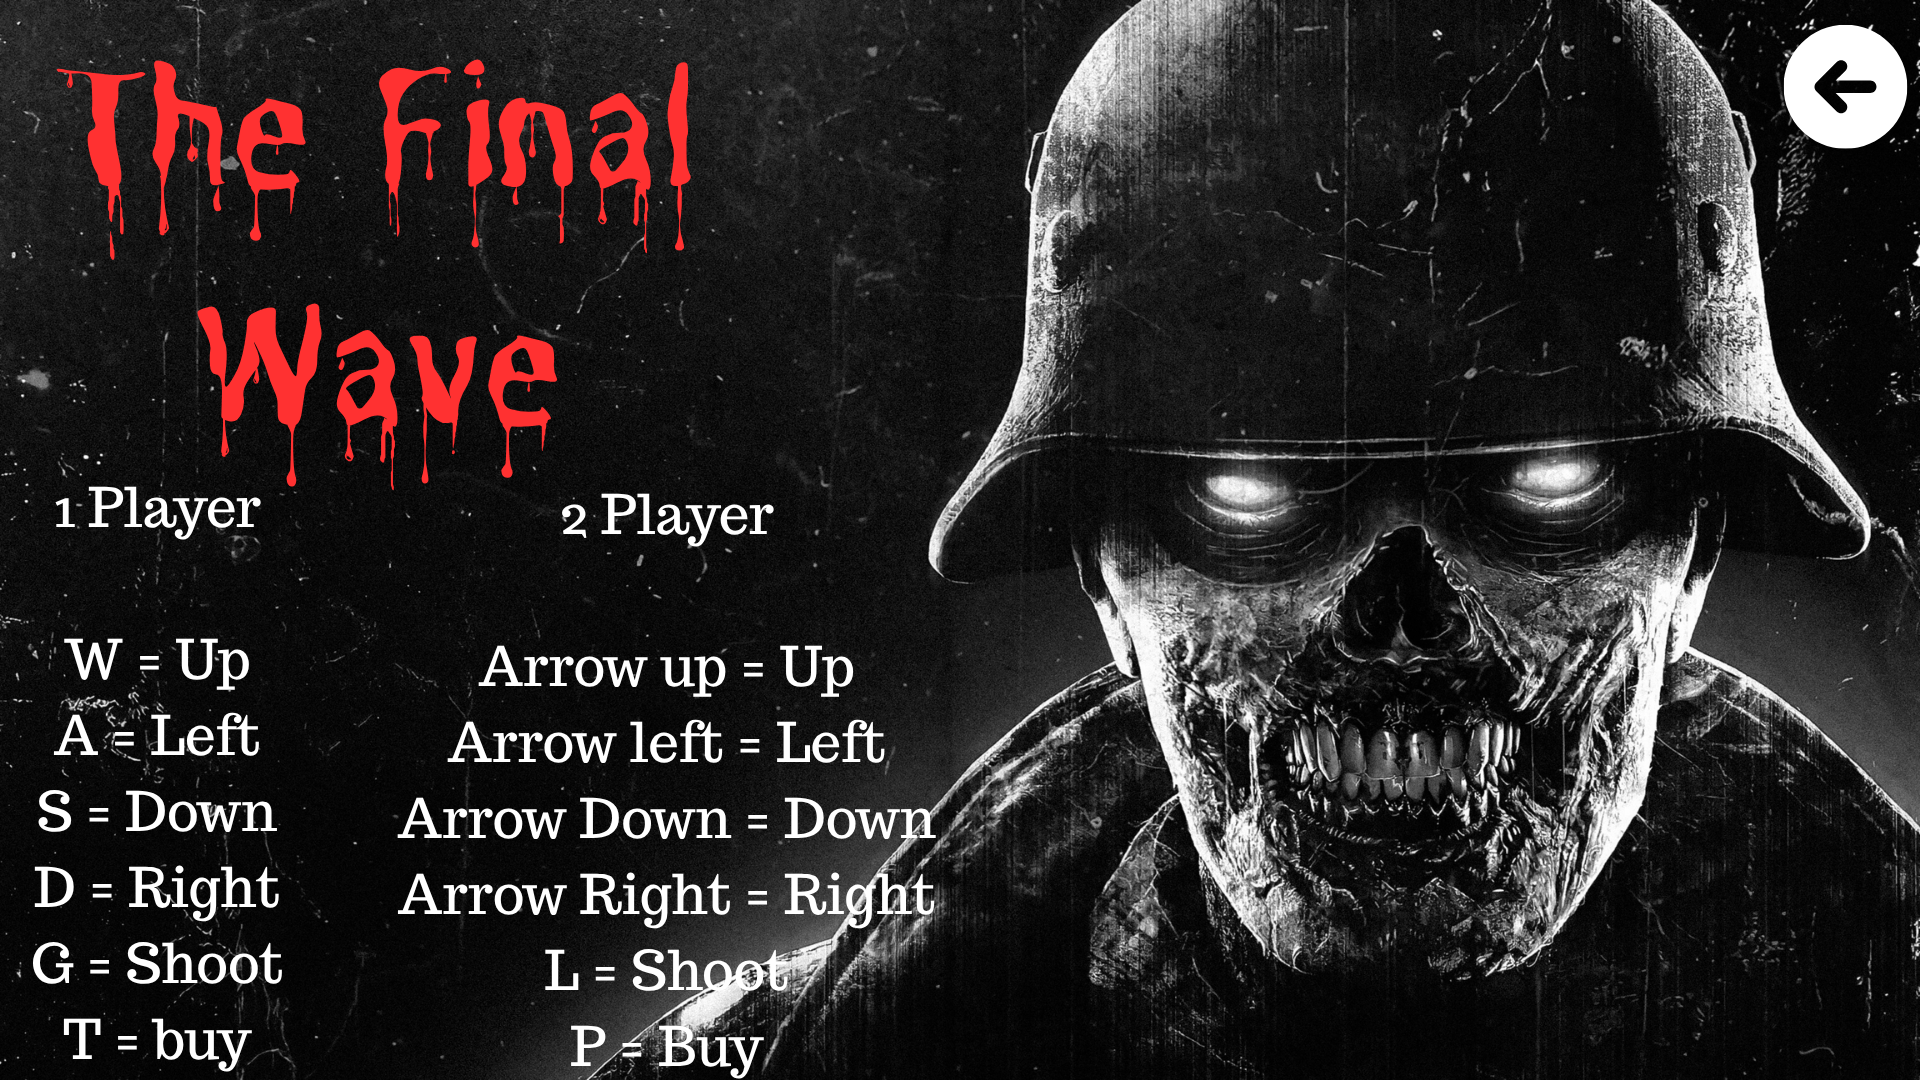 The Final
Wave
1 Player
W = Up
A = Left
S = Down
D = Right
G = Shoot
T = buy
2 Player
Arrow up = Up
Arrow left = Left
Arrow Down = Down
Arrow Right = Right
L = Shoot
P = Buy